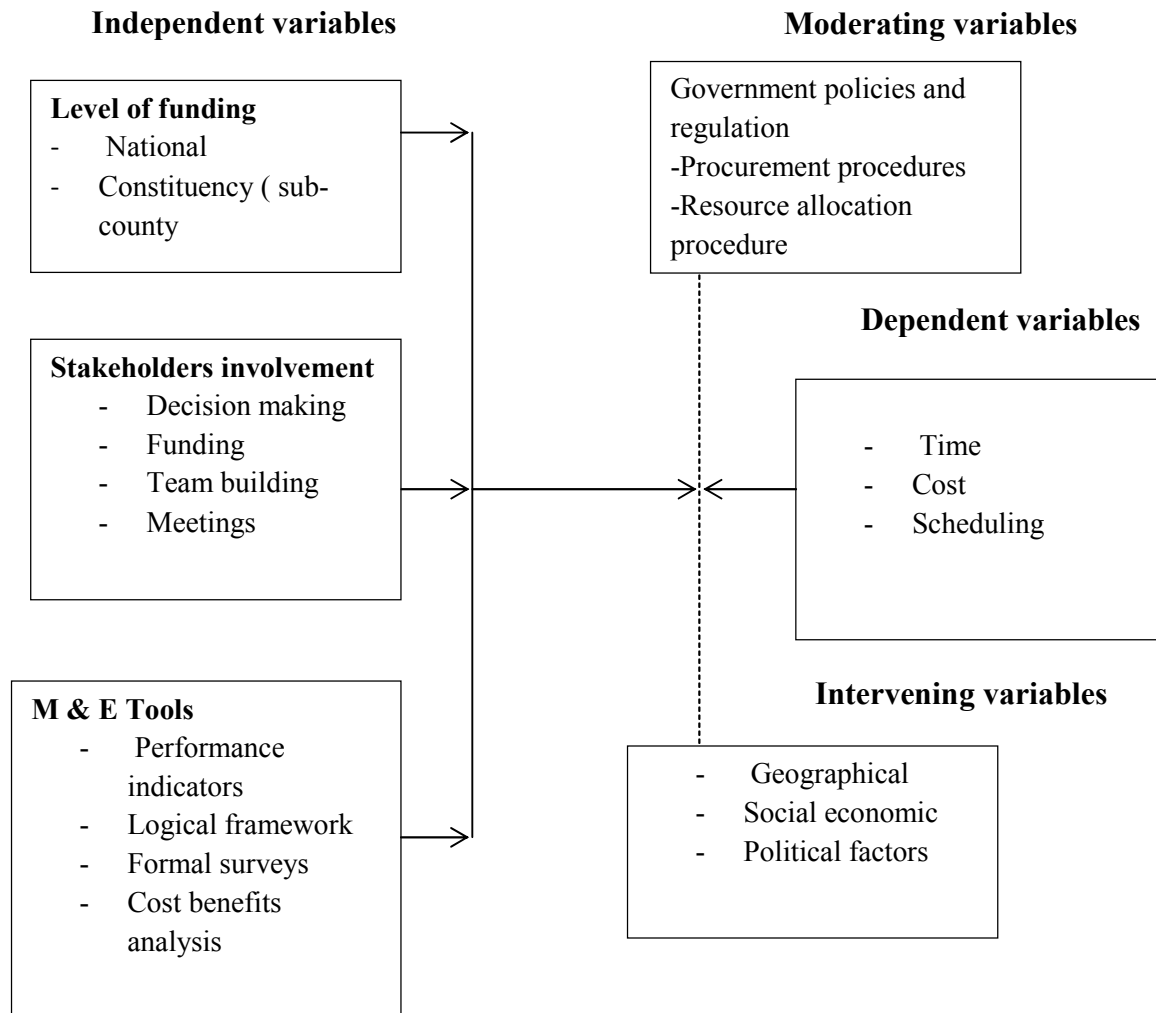 Independent variables
Level of funding
- National
- Constituency ( sub-
county
Stakeholders involvement
- Decision making
- Funding
- Team building
- Meetings
M & E Tools
- Performance
indicators
- Logical framework
- Formal surveys
- Cost benefits
analysis
Moderating variables
Government policies and
regulation
-Procurement procedures
-Resource allocation
procedure
Dependent variables
- Time
- Cost
- Scheduling
Intervening variables
- Geographical
- Social economic
- Political factors